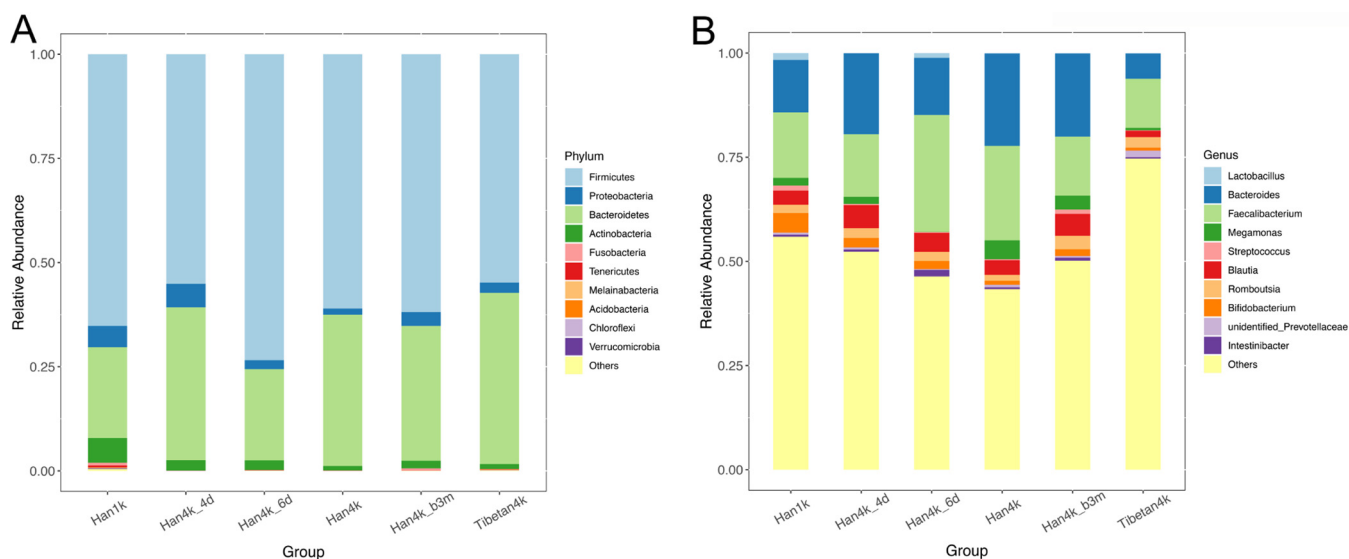 A
Relative Abundance
1.00
0.75
0.50
0.25
0.00
Han1k
Han4k_4d
Han4k_6d
Han4k
Han4k_b3m
Tibetan4k
Group
Phylum
Firmicutes
Proteobacteria
Bacteroidetes
Actinobacteria
Fusobacteria
Tenericutes
Melainabacteria
Acidobacteria
Chloroflexi
Verrucomicrobia
Others
B
Relative Abundance
1.00
0.75
0.50
0.25
0.00
Han1k
Han4k_4d
Han4k_6d
Han4k
Han4k_b3m
Tibetan4k
Group
Genus
Lactobacillus
Bacteroides
Faecalibacterium
Megamonas
Streptococcus
Blautia
Romboutsia
Bifidobacterium
unidentified_Prevotellaceae
Intestinibacter
Others